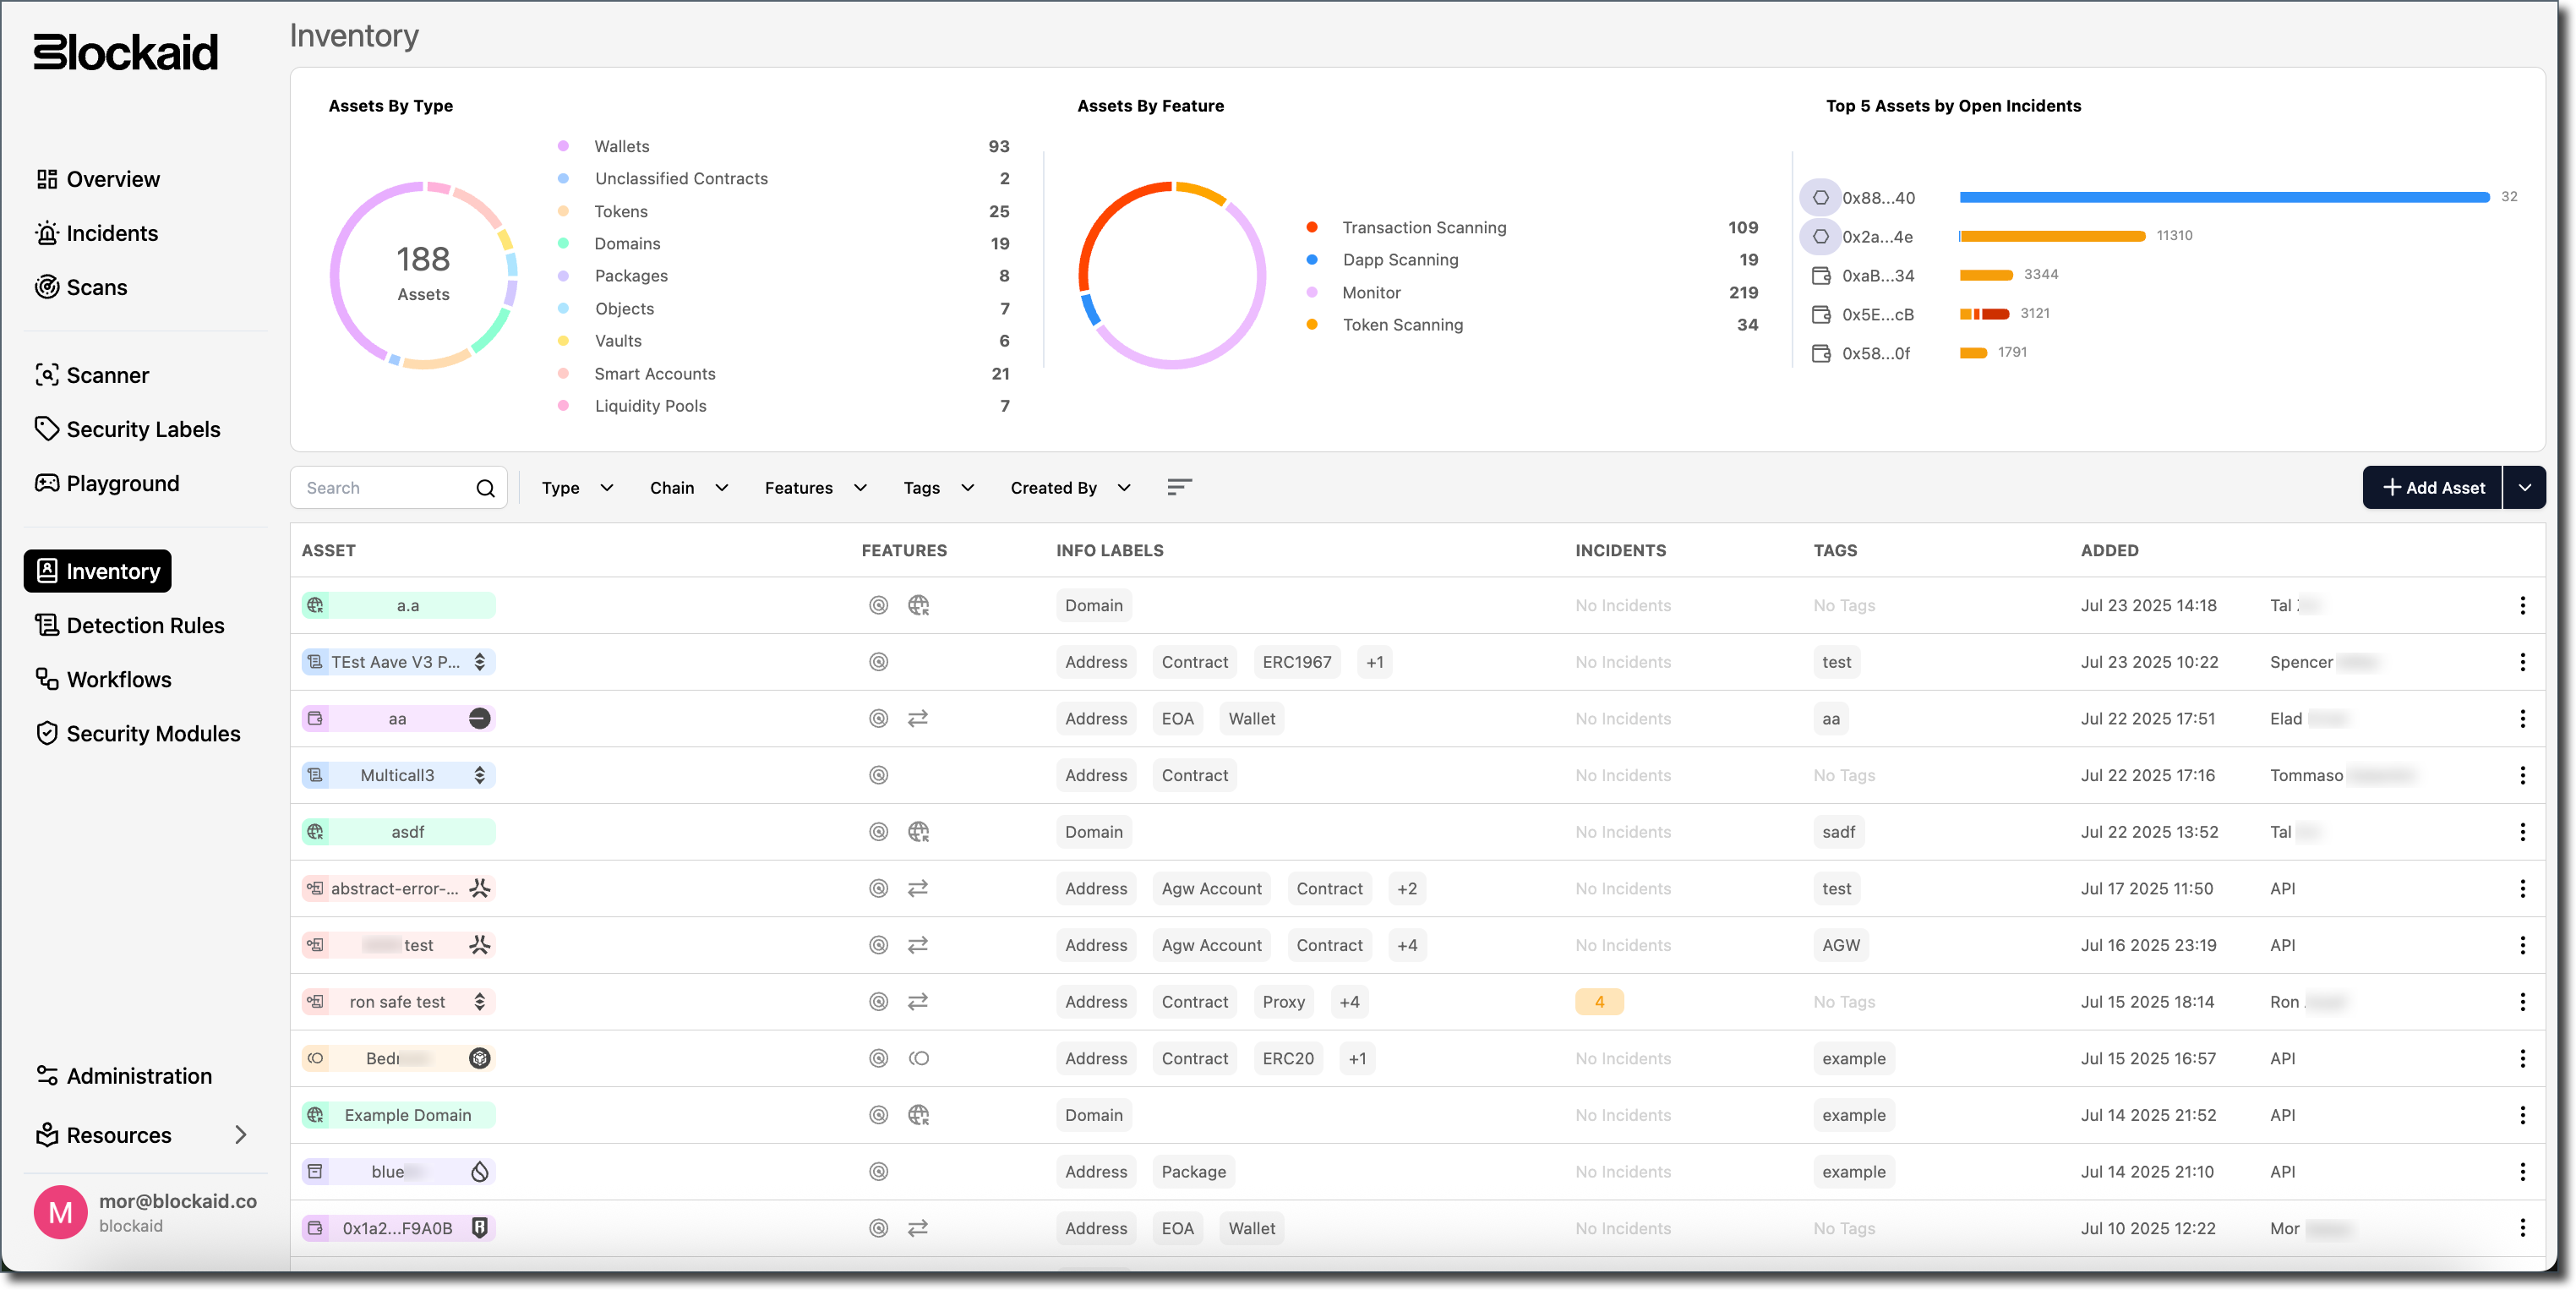 Blockaid
Inventory
Overview
Incidents
Scans
Scanner
Security Labels
Playground
Inventory
Detection Rules
Workflows
Security Modules
Administration
Resources
M
mor@blockaid.co
blockaid
Assets By Type
188
Assets
Wallets 93
Unclassified Contracts 2
Tokens 25
Domains 19
Packages 8
Objects 7
Vaults 6
Smart Accounts 21
Liquidity Pools 7
Assets By Feature
Transaction Scanning 109
Dapp Scanning 19
Monitor 219
Token Scanning 34
Top 5 Assets by Open Incidents
0x88...40 32
0x2a...4e 11310
0xaB...34 3344
0x5E...cB 3121
0x58...0f 1791
Search Type Chain Features Tags Created By + Add Asset
ASSET FEATURES INFO LABELS INCIDENTS TAGS ADDED
a.a Domain No Incidents No Tags Jul 23 2025 14:18 Tal
TEst Aave V3 P... Address Contract ERC1967 +1 No Incidents test Jul 23 2025 10:22 Spencer
aa Address EOA Wallet No Incidents aa Jul 22 2025 17:51 Elad
Multicall3 Address Contract No Incidents No Tags Jul 22 2025 17:16 Tommaso
asdf Domain No Incidents sadf Jul 22 2025 13:52 Tal
abstract-error-... Address Agw Account Contract +2 No Incidents test Jul 17 2025 11:50 API
test Address Agw Account Contract +4 No Incidents AGW Jul 16 2025 23:19 API
ron safe test Address Contract Proxy +4 4 No Tags Jul 15 2025 18:14 Ron
Address Contract ERC20 +1 No Incidents example Jul 15 2025 16:57 API
Example Domain Domain No Incidents example Jul 14 2025 21:52 API
blue Address Package No Incidents example Jul 14 2025 21:10 API
0x1a2...F9A0B Address EOA Wallet No Incidents No Tags Jul 10 2025 12:22 Mor